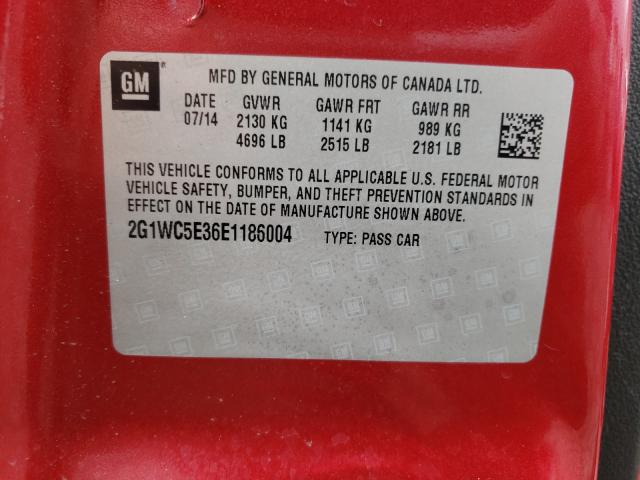 GM
MFD BY GENERAL MOTORS OF CANADA LTD.
DATE GVWR GAWR FRT GAWR RR
07/14 2130 KG 1141 KG 989 KG
4696 LB 2515 LB 2181 LB
THIS VEHICLE CONFORMS TO ALL APPLICABLE U.S. FEDERAL MOTOR
VEHICLE SAFETY, BUMPER, AND THEFT PREVENTION STANDARDS IN
EFFECT ON THE DATE OF MANUFACTURE SHOWN ABOVE.
2G1WC5E36E1186004 TYPE: PASS CAR